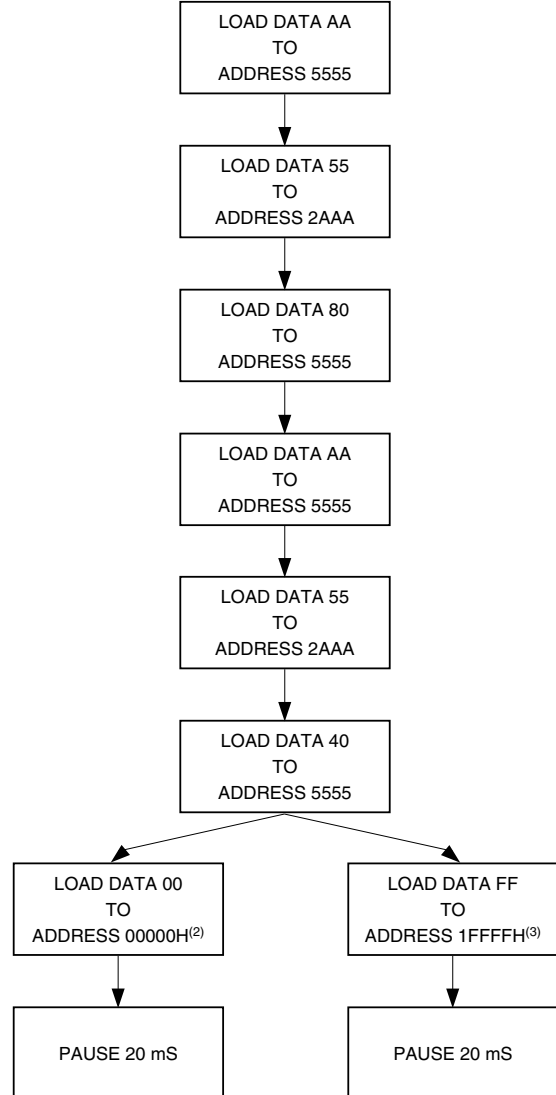 LOAD DATA AA
TO
ADDRESS 5555
LOAD DATA 55
TO
ADDRESS 2AAA
LOAD DATA 80
TO
ADDRESS 5555
LOAD DATA AA
TO
ADDRESS 5555
LOAD DATA 55
TO
ADDRESS 2AAA
LOAD DATA 40
TO
ADDRESS 5555
LOAD DATA 00
TO
ADDRESS 00000H(2)
LOAD DATA FF
TO
ADDRESS 1FFFFH(3)
PAUSE 20 mS
PAUSE 20 mS